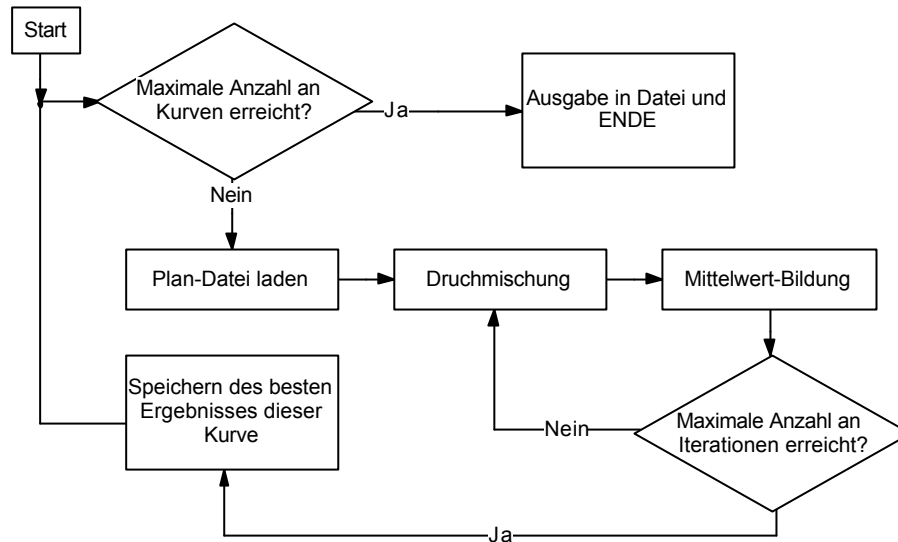 Start
Maximale Anzahl an
Kurven erreicht?
Ja
Ausgabe in Datei und
ENDE
Nein
Plan-Datei laden
Druchmischung
Mittelwert-Bildung
Speichern des besten
Ergebnisses dieser
Kurve
Nein
Maximale Anzahl an
Iterationen erreicht?
Ja